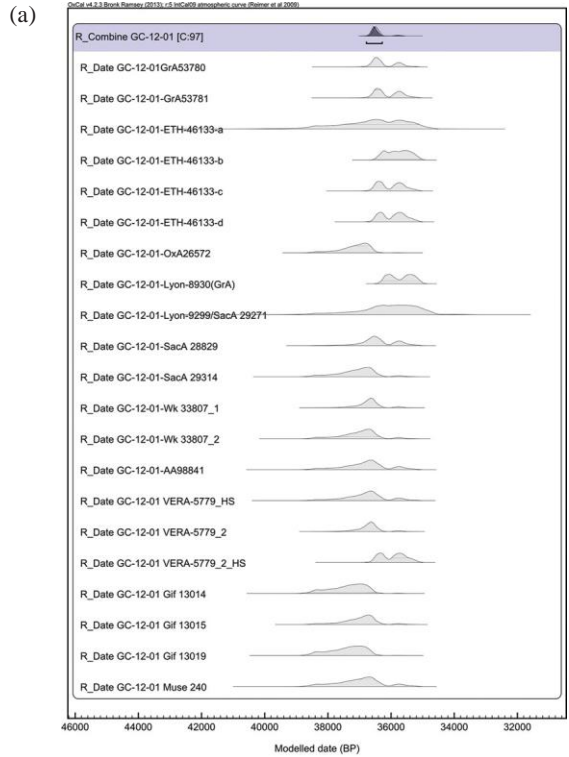 (a)
OxCal v4.2.3 Bronk Ramsey (2013); r:5 IntCal09 atmospheric curve (Reimer et al 2009)
R_Combine GC-12-01 [C:97]
R_Date GC-12-01GrA53780
R_Date GC-12-01-GrA53781
R_Date GC-12-01-ETH-46133-a
R_Date GC-12-01-ETH-46133-b
R_Date GC-12-01-ETH-46133-c
R_Date GC-12-01-ETH-46133-d
R_Date GC-12-01-OxA26572
R_Date GC-12-01-Lyon-8930(GrA)
R_Date GC-12-01-Lyon-9299/SacA 29271
R_Date GC-12-01-SacA 28829
R_Date GC-12-01-SacA 29314
R_Date GC-12-01-Wk 33807_1
R_Date GC-12-01-Wk 33807_2
R_Date GC-12-01-AA98841
R_Date GC-12-01 VERA-5779_HS
R_Date GC-12-01 VERA-5779_2
R_Date GC-12-01 VERA-5779_2_HS
R_Date GC-12-01 Gif 13014
R_Date GC-12-01 Gif 13015
R_Date GC-12-01 Gif 13019
R_Date GC-12-01 Muse 240
46000 44000 42000 40000 38000 36000 34000 32000
Modelled date (BP)